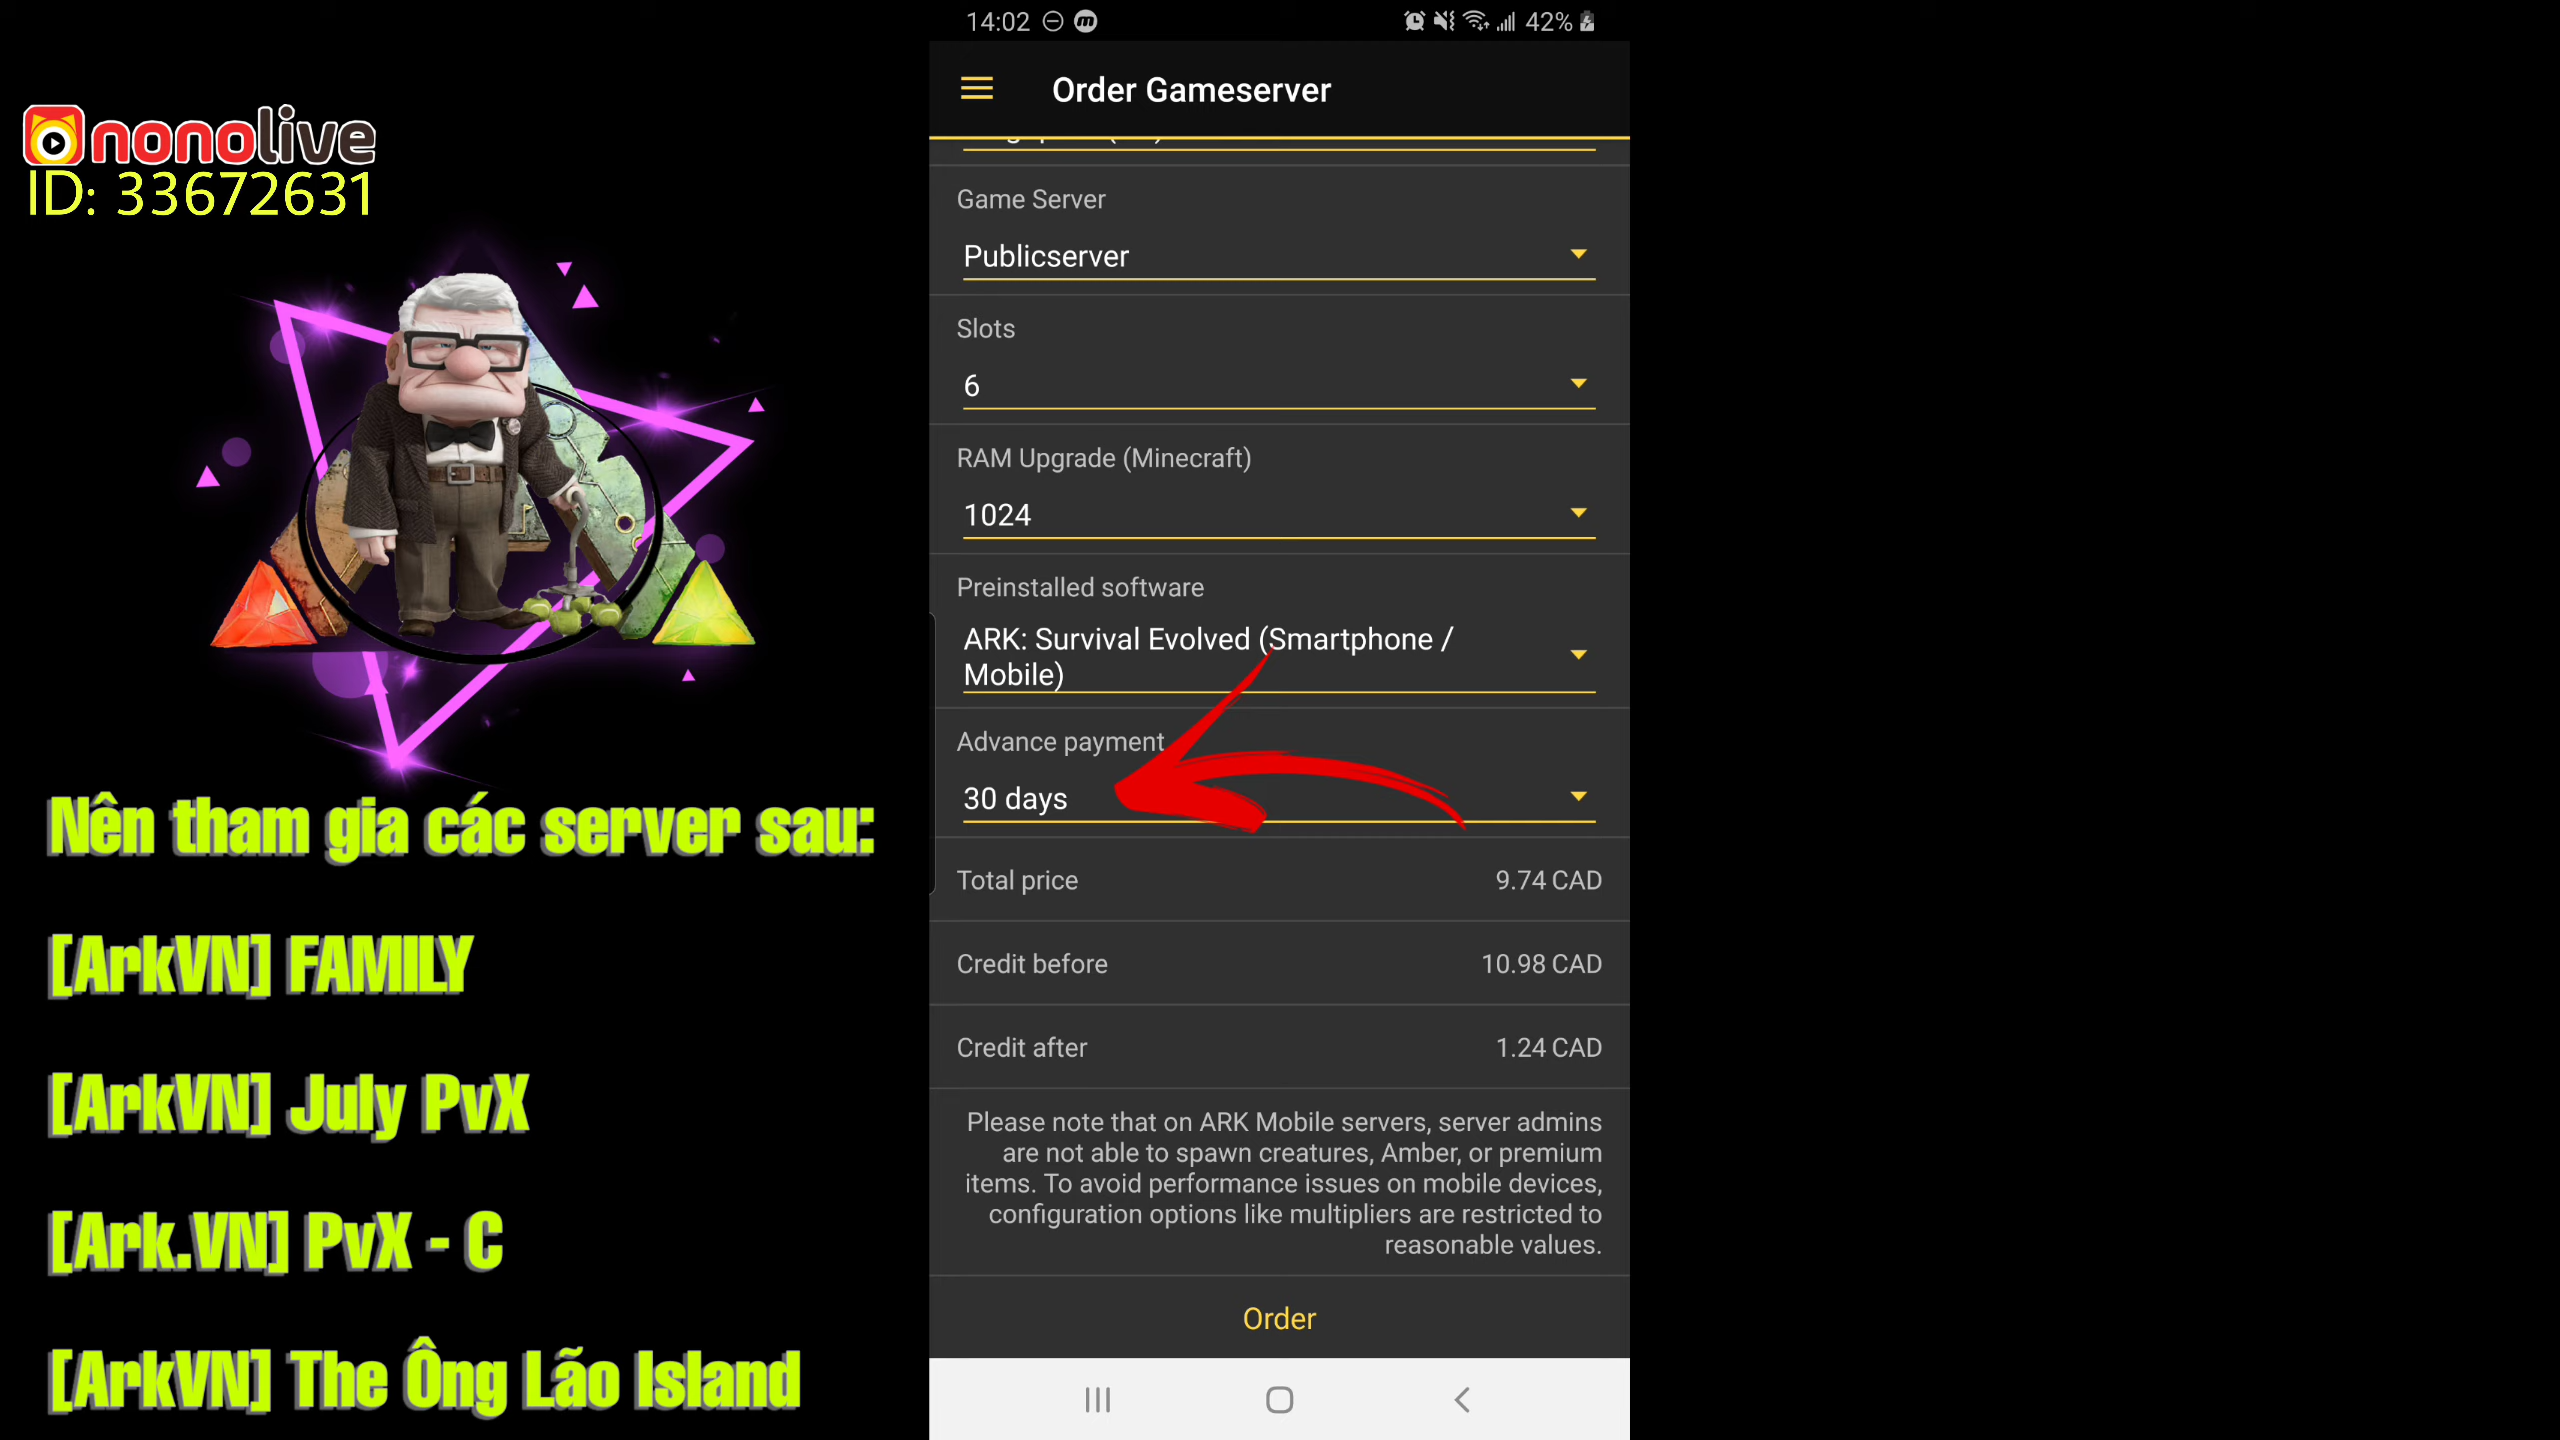 nonolive
ID: 33672631
Nên tham gia các server sau:
[ArkVN] FAMILY
[ArkVN] July PvX
[Ark.VN] PvX - C
[ArkVN] The Ông Lão Island
14:02
42%
Order Gameserver
Game Server
Publicserver
Slots
6
RAM Upgrade (Minecraft)
1024
Preinstalled software
ARK: Survival Evolved (Smartphone /
Mobile)
Advance payment
30 days
Total price 9.74 CAD
Credit before 10.98 CAD
Credit after 1.24 CAD
Please note that on ARK Mobile servers, server admins
are not able to spawn creatures, Amber, or premium
items. To avoid performance issues on mobile devices,
configuration options like multipliers are restricted to
reasonable values.
Order